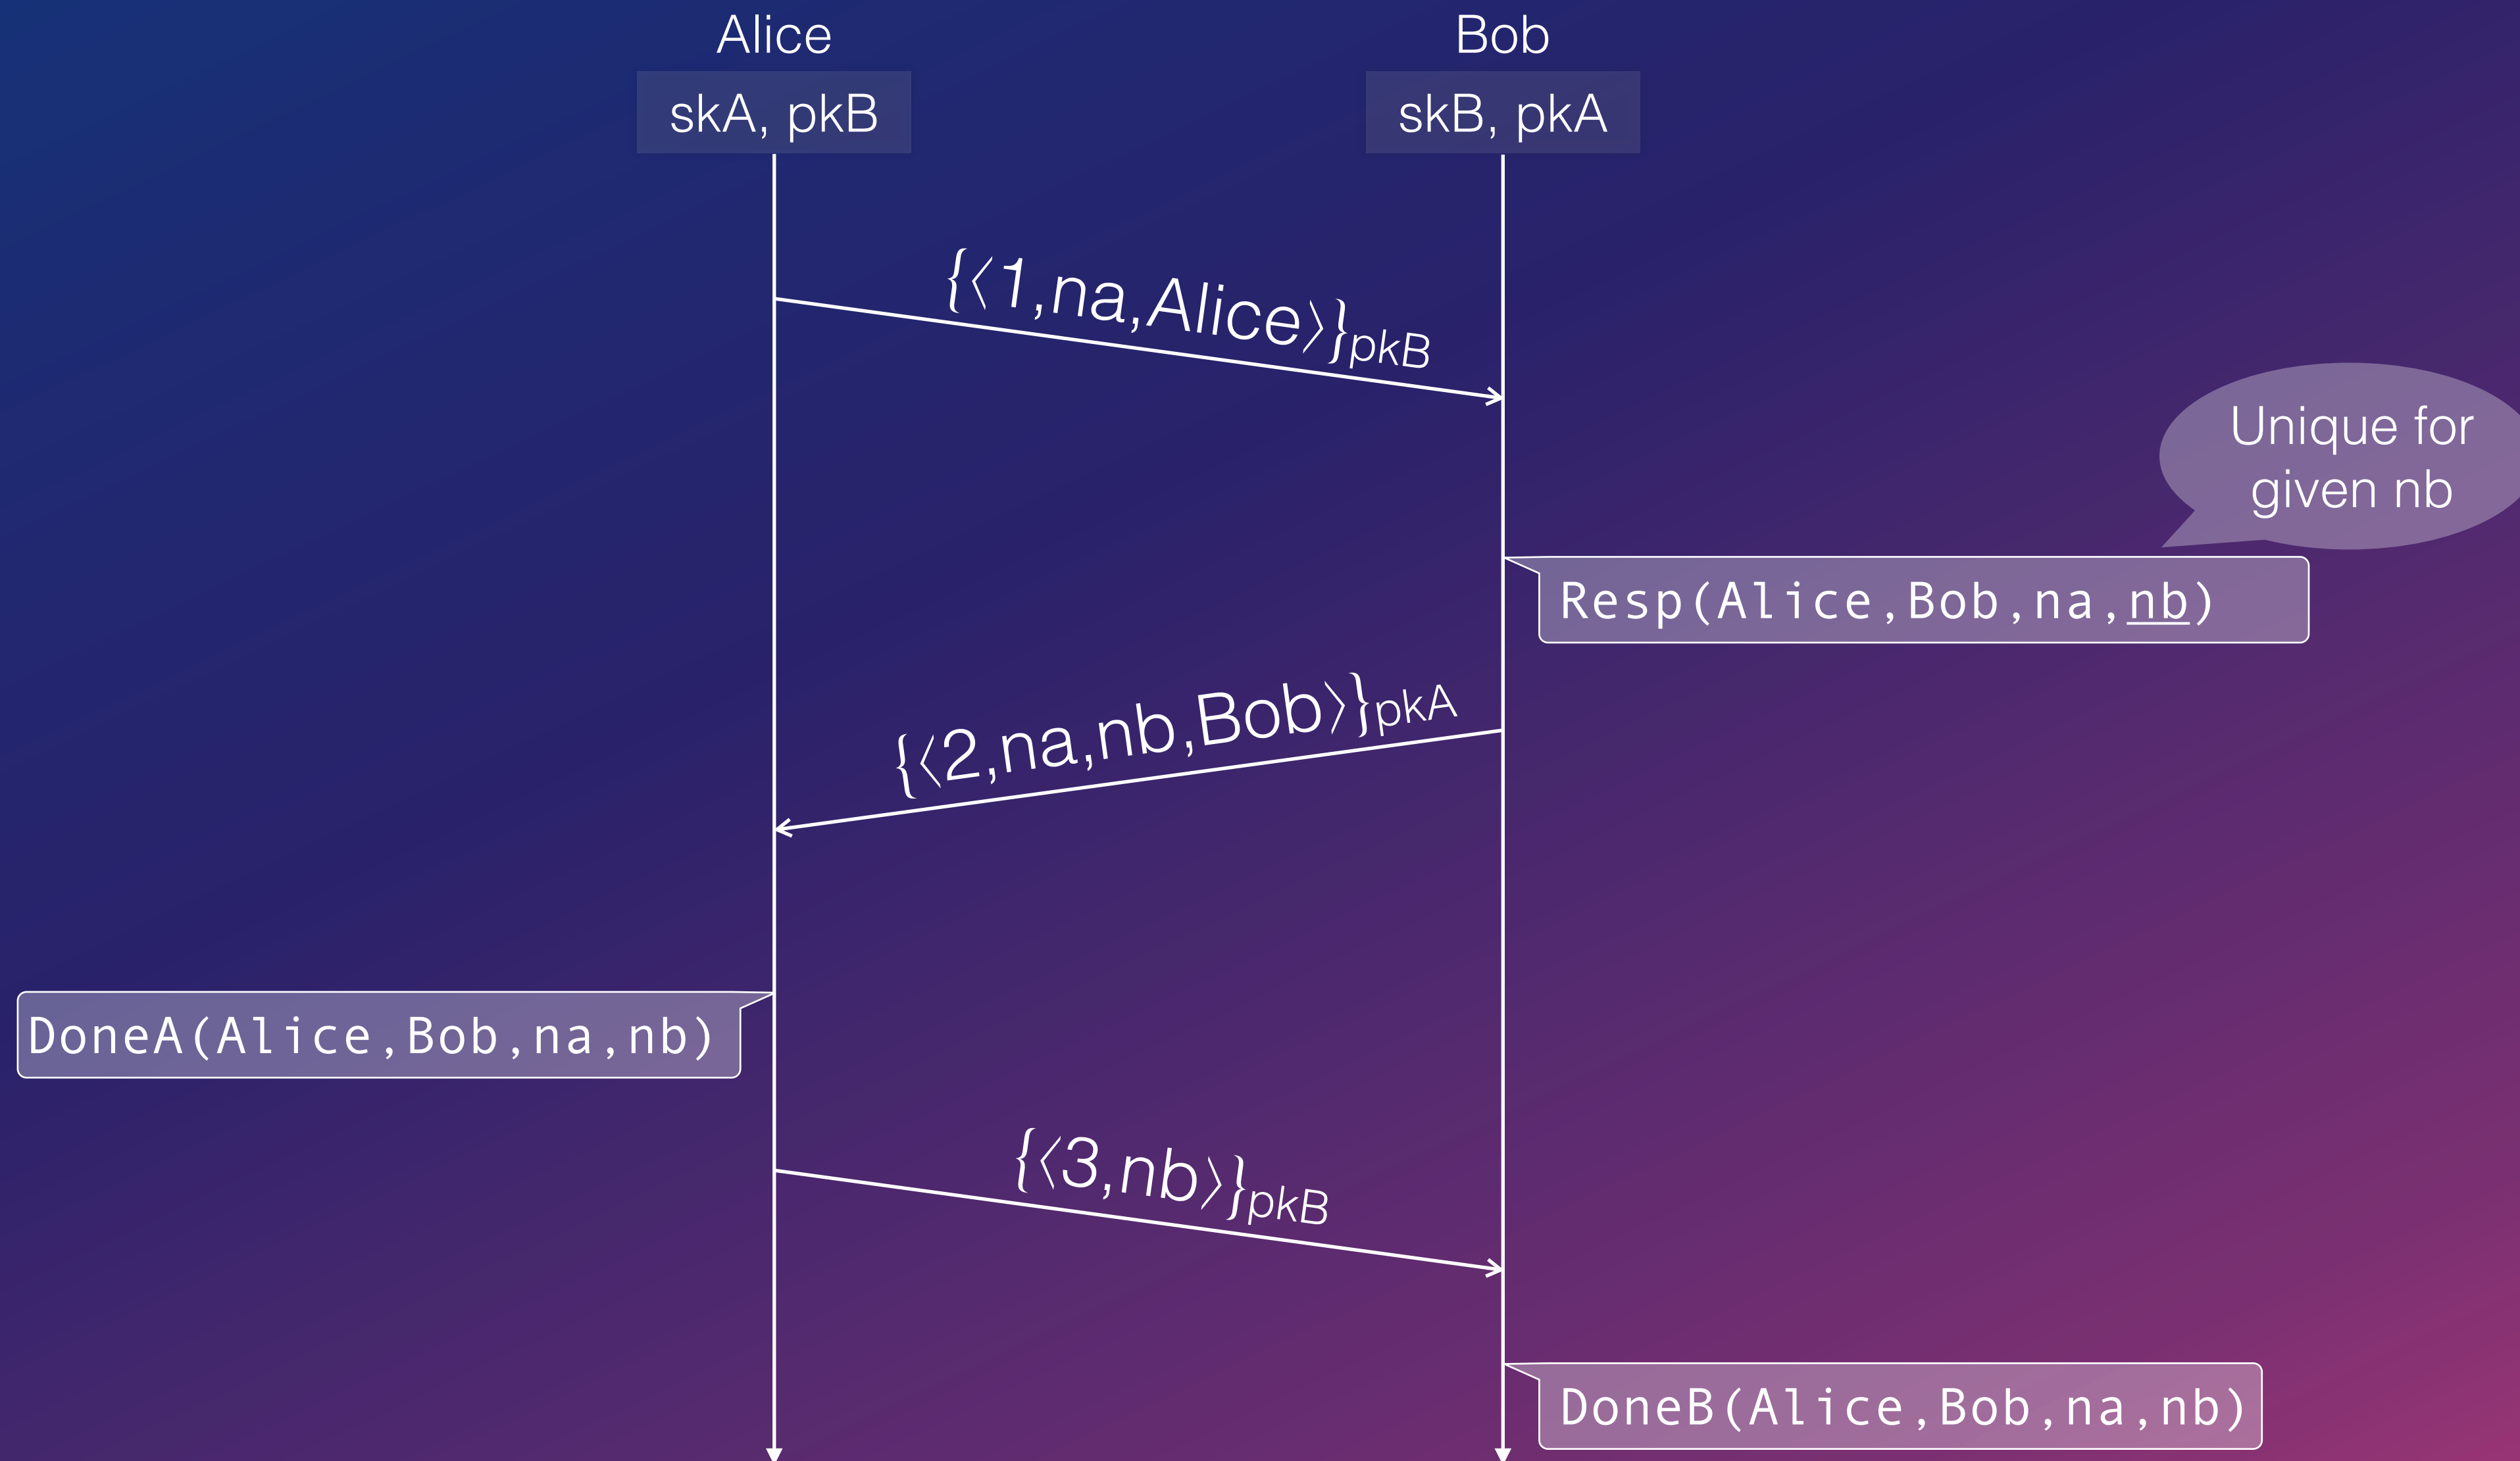 Alice
Bob
skA, pkB
skB, pkA
{⟨1,na,Alice⟩}pkB
Unique for
given nb
Resp(Alice,Bob,na,nb)
{⟨2,na,nb,Bob⟩}pkA
DoneA(Alice,Bob,na,nb)
{⟨3,nb⟩}pkB
DoneB(Alice,Bob,na,nb)